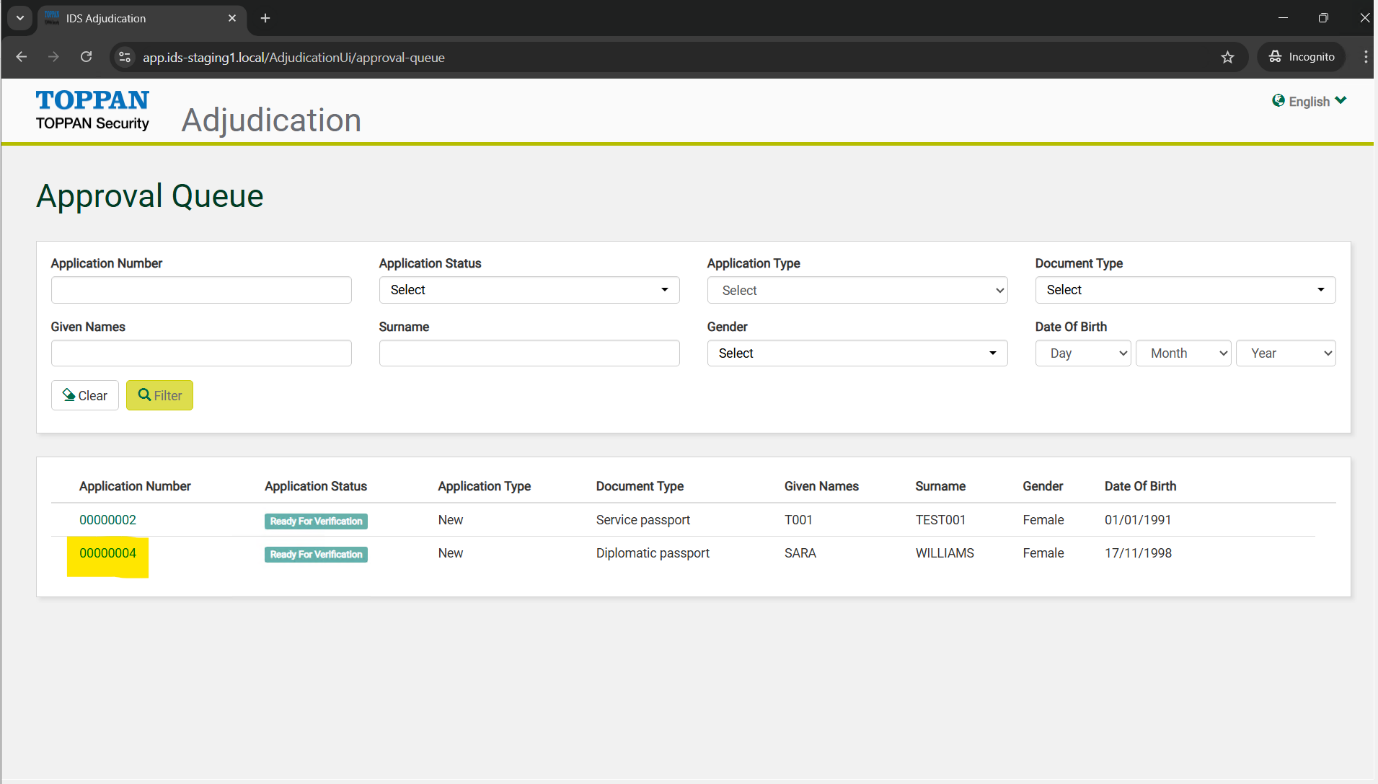 IDS Adjudication
app.ids-staging1.local/AdjudicationUi/approval-queue
Incognito
TOPPAN
TOPPAN Security
Adjudication
English
Approval Queue
Application Number
Application Status
Application Type
Document Type
Select
Select
Select
Given Names
Surname
Gender
Date Of Birth
Select
Day
Month
Year
Clear
Filter
Application Number Application Status Application Type Document Type Given Names Surname Gender Date Of Birth
00000002 Ready For Verification New Service passport T001 TEST001 Female 01/01/1991
00000004 Ready For Verification New Diplomatic passport SARA WILLIAMS Female 17/11/1998